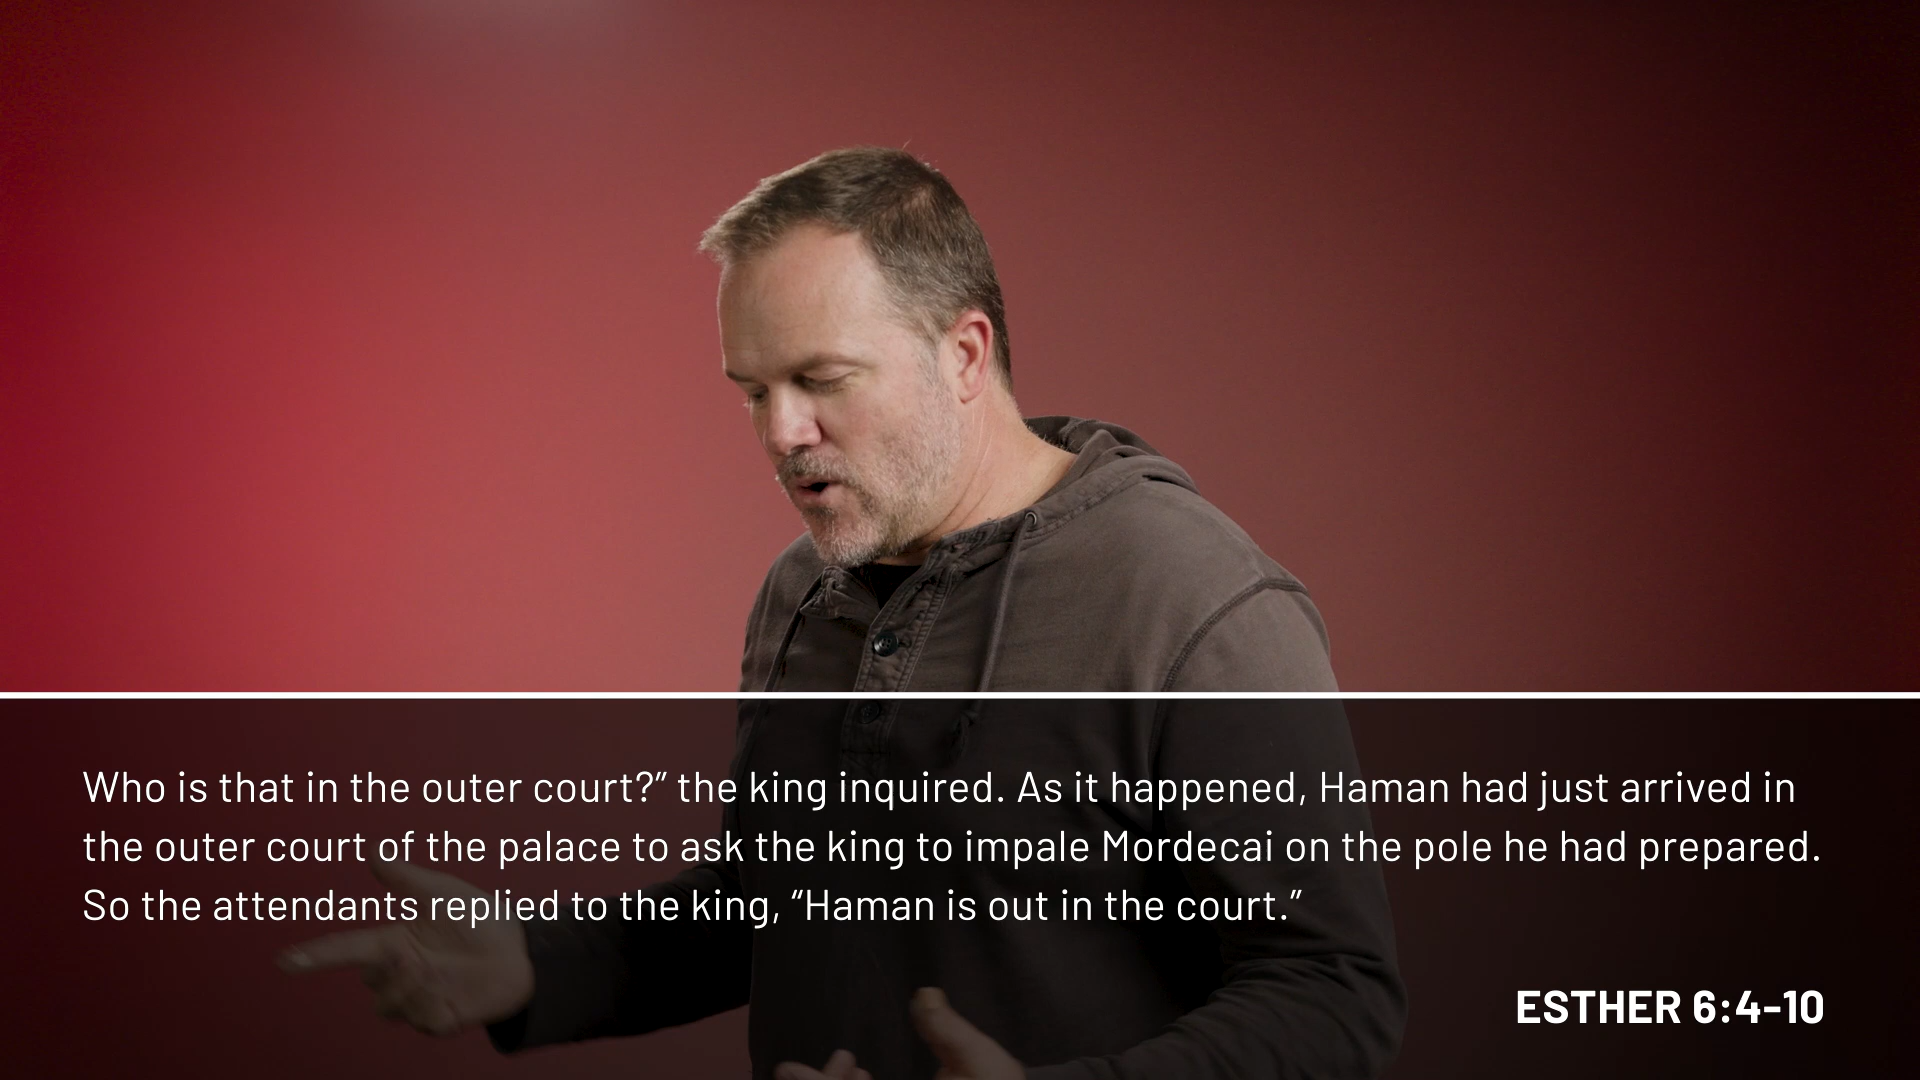 Who is that in the outer court?” the king inquired. As it happened, Haman had just arrived in
the outer court of the palace to ask the king to impale Mordecai on the pole he had prepared.
So the attendants replied to the king, “Haman is out in the court.”
ESTHER 6:4-10